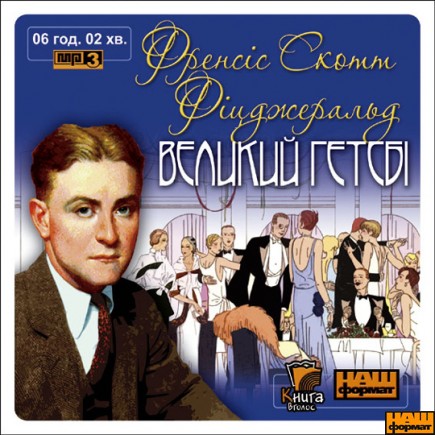 06 год. 02 хв.
mp3
Френсіс Скотт
Фіцджеральд
ВЕЛИКИЙ ГЕТСБІ
Книга
Вголос
НАШ
формат
НАШ
формат